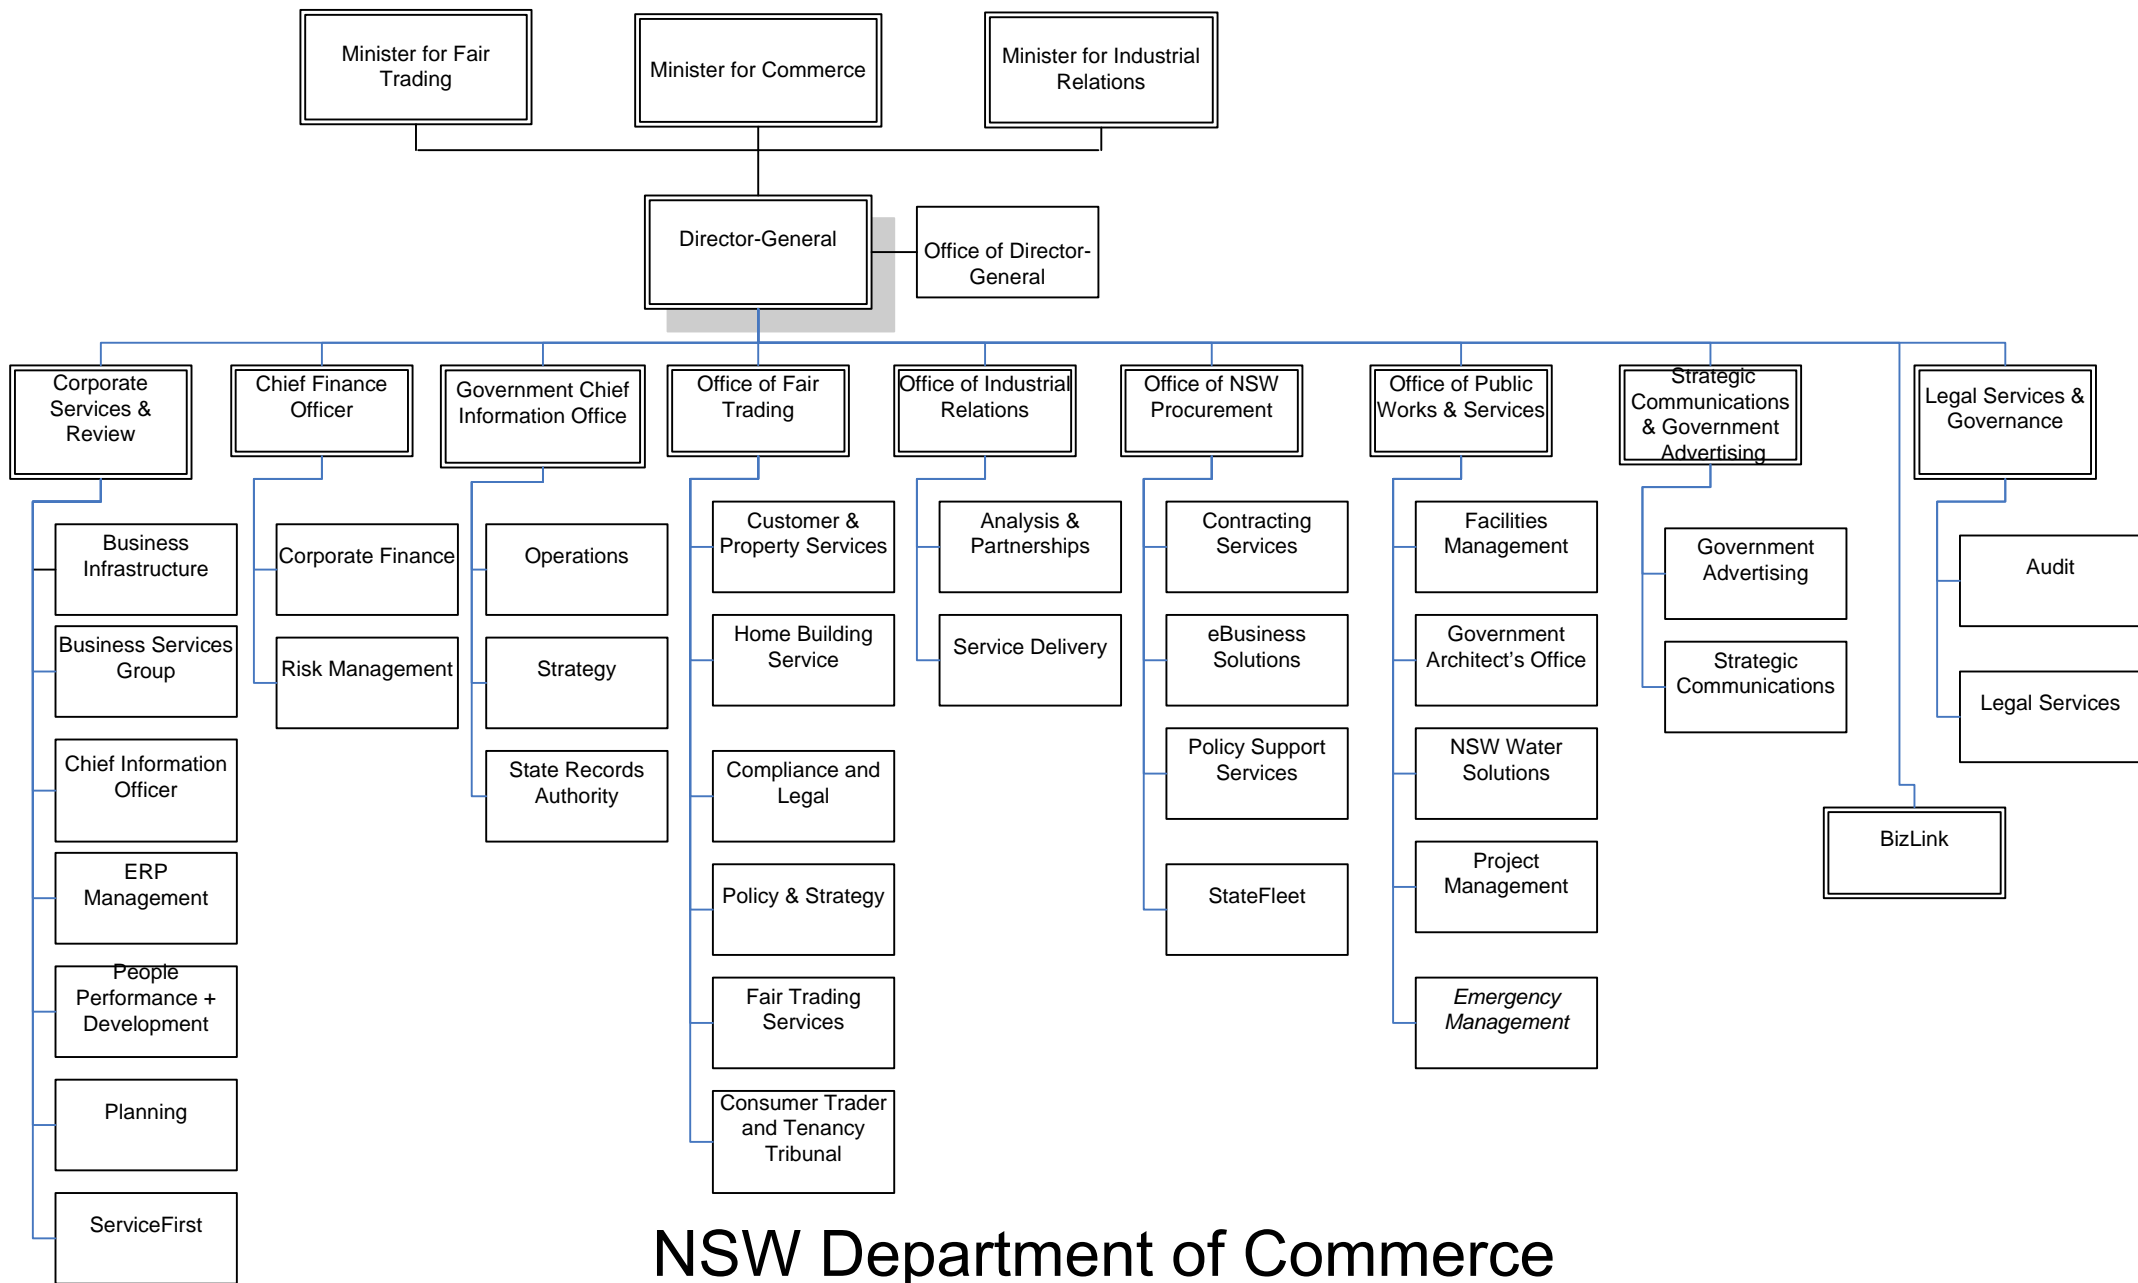 Minister for Fair
Trading
Minister for Commerce
Minister for Industrial
Relations
Director-General
Office of Director-
General
Corporate
Services &
Review
Chief Finance
Officer
Government Chief
Information Office
Office of Fair
Trading
Office of Industrial
Relations
Office of NSW
Procurement
Office of Public
Works & Services
Strategic
Communications
& Government
Advertising
Legal Services &
Governance
Business
Infrastructure
Business Services
Group
Chief Information
Officer
ERP
Management
People
Performance +
Development
Planning
ServiceFirst
Corporate Finance
Risk Management
Operations
Strategy
State Records
Authority
Customer &
Property Services
Home Building
Service
Compliance and
Legal
Policy & Strategy
Fair Trading
Services
Consumer Trader
and Tenancy
Tribunal
Analysis &
Partnerships
Service Delivery
Contracting
Services
eBusiness
Solutions
Policy Support
Services
StateFleet
Facilities
Management
Government
Architect’s Office
NSW Water
Solutions
Project
Management
Emergency
Management
Government
Advertising
Strategic
Communications
Audit
Legal Services
BizLink
NSW Department of Commerce